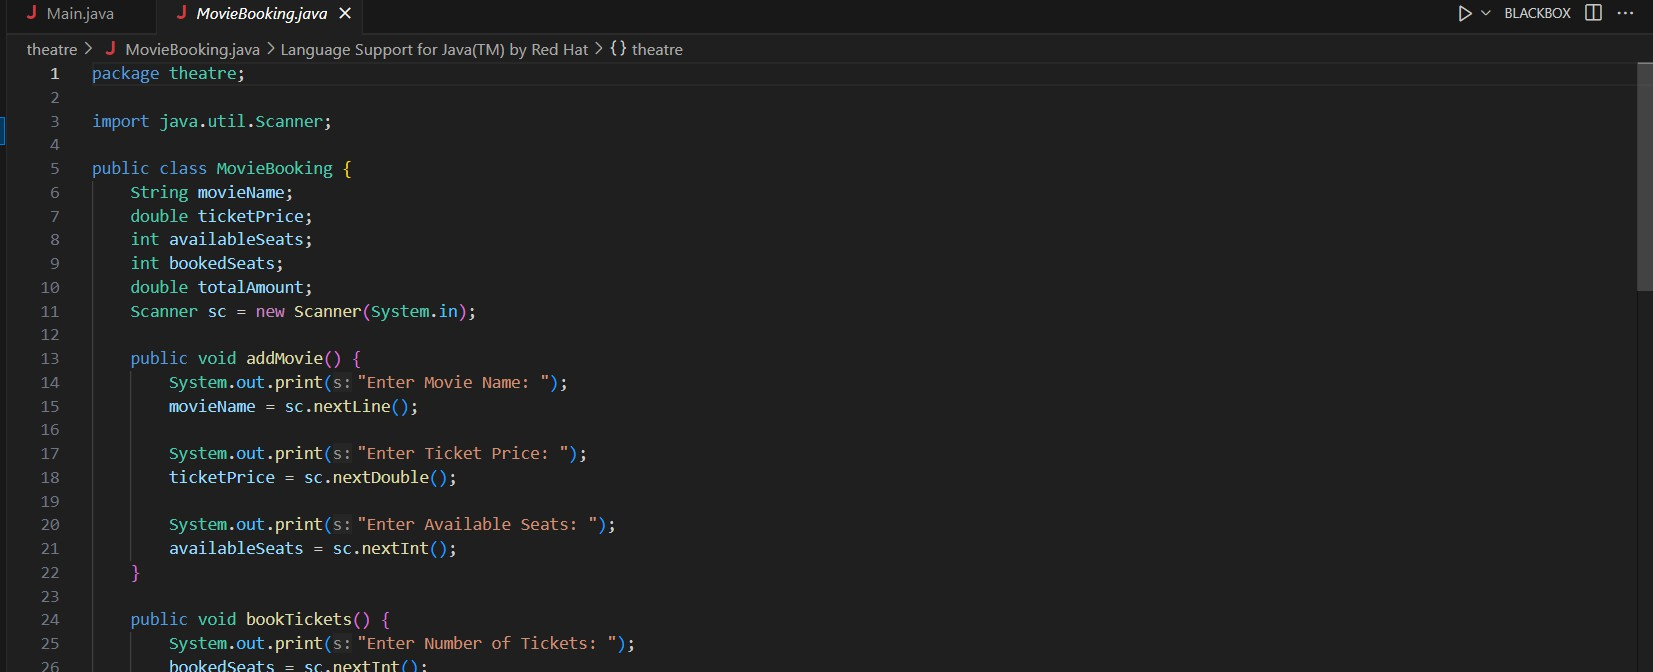 Main.java
MovieBooking.java
BLACKBOX
theatre > MovieBooking.java > Language Support for Java(TM) by Red Hat > {} theatre
1 package theatre;
2
3 import java.util.Scanner;
4
5 public class MovieBooking {
6 String movieName;
7 double ticketPrice;
8 int availableSeats;
9 int bookedSeats;
10 double totalAmount;
11 Scanner sc = new Scanner(System.in);
12
13 public void addMovie() {
14 System.out.print(s: "Enter Movie Name: ");
15 movieName = sc.nextLine();
16
17 System.out.print(s: "Enter Ticket Price: ");
18 ticketPrice = sc.nextDouble();
19
20 System.out.print(s: "Enter Available Seats: ");
21 availableSeats = sc.nextInt();
22 }
23
24 public void bookTickets() {
25 System.out.print(s: "Enter Number of Tickets: ");
26 bookedSeats = sc.nextInt();